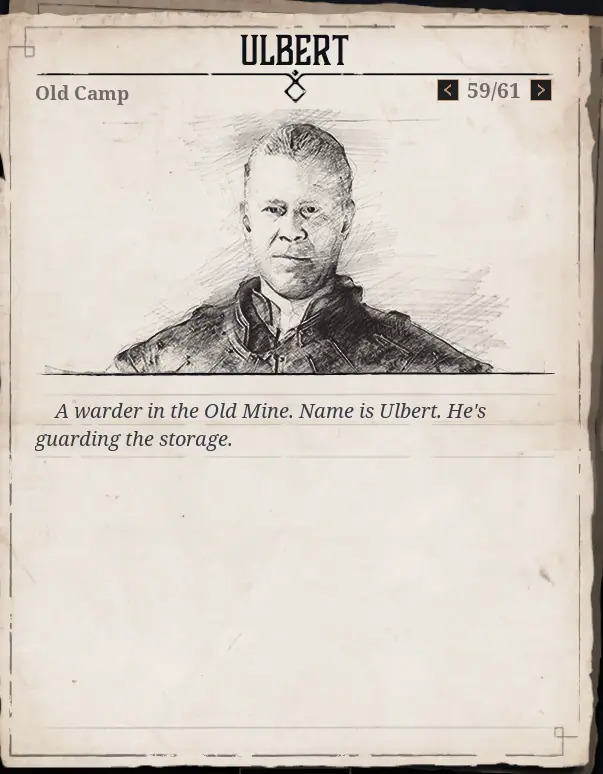 ULBERT
Old Camp
59/61
A warder in the Old Mine. Name is Ulbert. He's
guarding the storage.